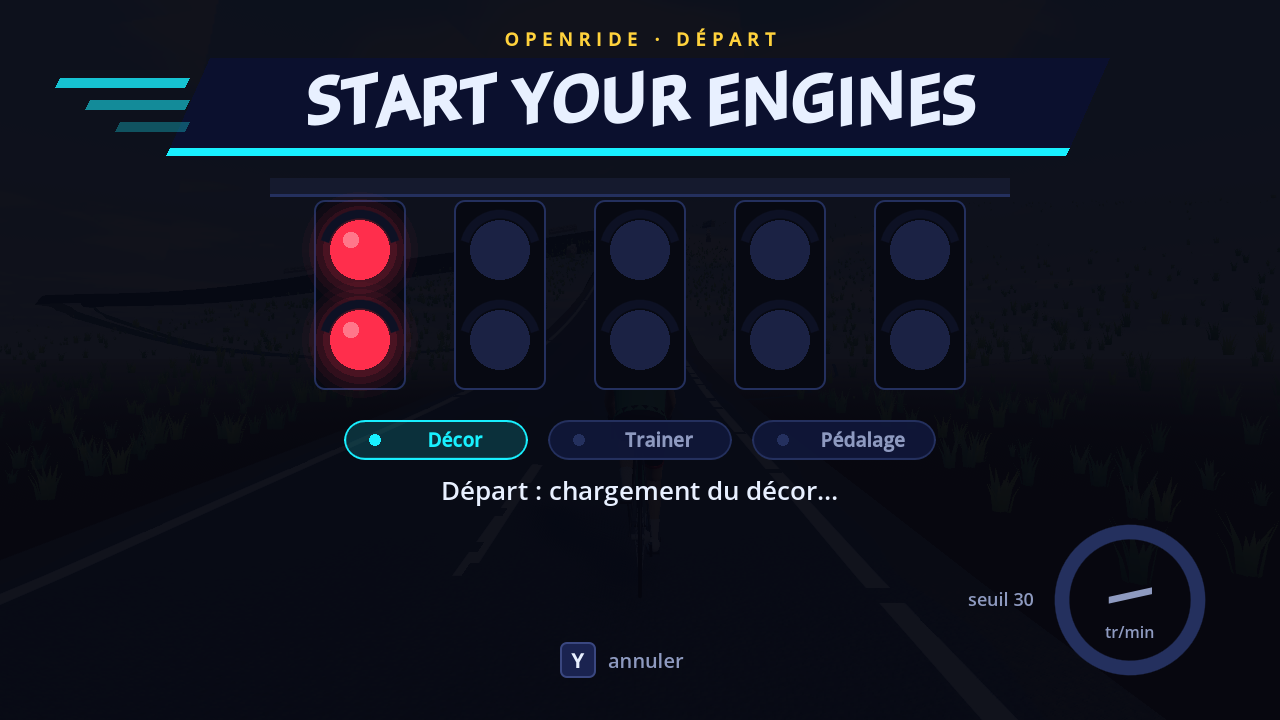 OPENRIDE · DÉPART
START YOUR ENGINES
Décor
Trainer
Pédalage
Départ : chargement du décor...
seuil 30
—
tr/min
Y annuler